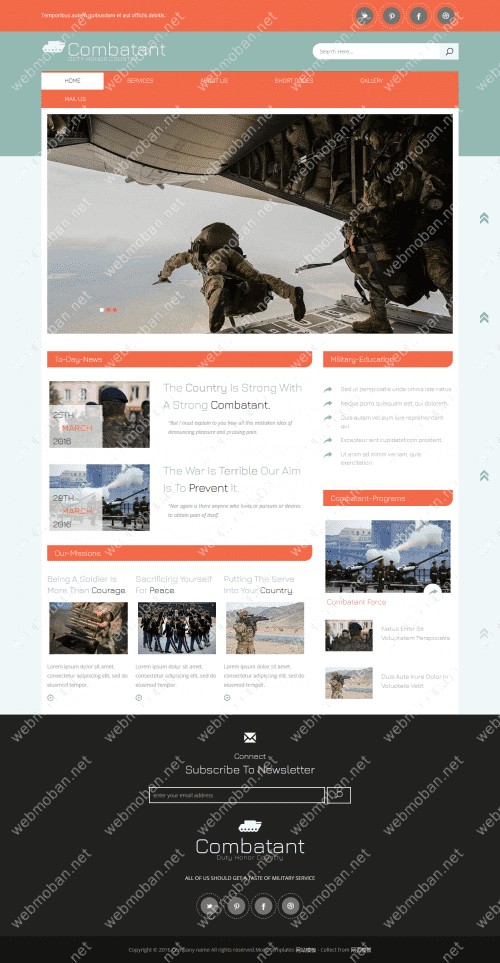 Temporibus autem quibusdam et aut officiis debitis.
Combatant
DUTY HONOR COUNTRY
Search Here...
HOME
SERVICES
ABOUT US
SHORT CODES
GALLERY
MAIL US
To-Day-News
25TH
MARCH
2016
The Country Is Strong With
A Strong Combatant.
"But I must explain to you how all this mistaken idea of
denouncing pleasure and praising pain.
28TH
MARCH
2016
The War Is Terrible Our Aim
Is To Prevent It.
"Nor again is there anyone who loves or pursues or desires
to obtain pain of itself.
Military-Education
Sed ut perspiciatis unde omnis iste natus
Neque porro quisquam est, qui dolorem
Quis autem vel eum iure reprehenderit
qui
Excepteur sint cupidatat non proident
Ut enim ad minim veniam, quis
exercitation
Combatant-Programs
Combatant Force
Natus Error Sit
Voluptatem Perspiciatis
Duis Aute Irure Dolor In
Voluptate Velit
Our-Missions
Being A Soldier Is
More Than Courage.
Lorem ipsum dolor sit amet,
consectetur adipisicing elit, sed do
eiusmod tempor.
Sacrificing Yourself
For Peace.
Lorem ipsum dolor sit amet,
consectetur adipisicing elit, sed do
eiusmod tempor.
Putting The Serve
Into Your Country.
Lorem ipsum dolor sit amet,
consectetur adipisicing elit, sed do
eiusmod tempor.
Connect
Subscribe To Newsletter
enter your email address
GO
Combatant
Duty Honor Country
ALL OF US SHOULD GET A TASTE OF MILITARY SERVICE
Copyright © 2016.Company name All rights reserved.More Templates 网站模板 - Collect from 网页模板
webmoban.net